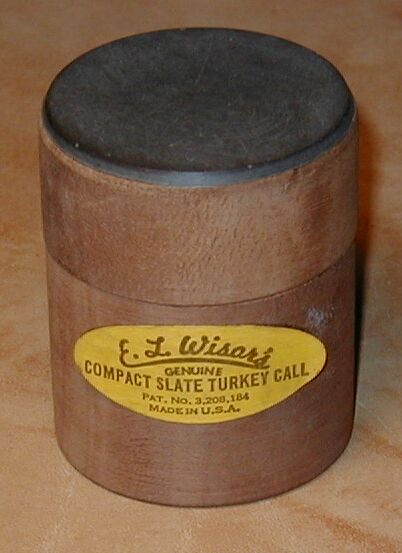 E. L. Wisor's
GENUINE
COMPACT SLATE TURKEY CALL
PAT. NO. 3,208,184
MADE IN U.S.A.